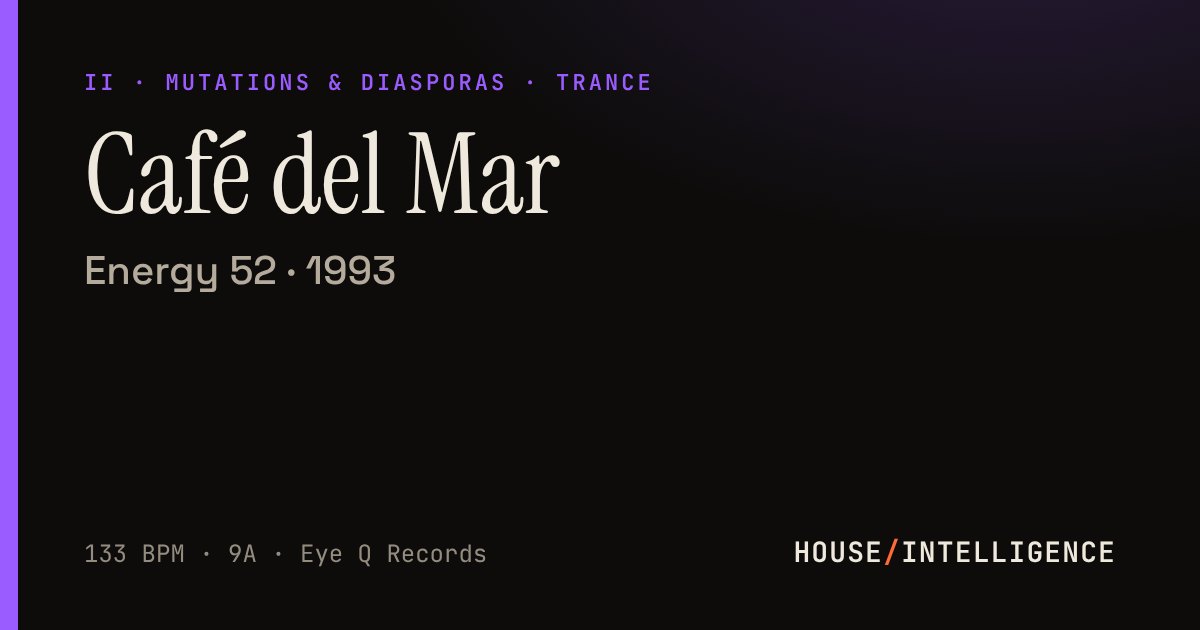 II · MUTATIONS & DIASPORAS · TRANCE
Café del Mar
Energy 52 · 1993
133 BPM · 9A · Eye Q Records
HOUSE/INTELLIGENCE